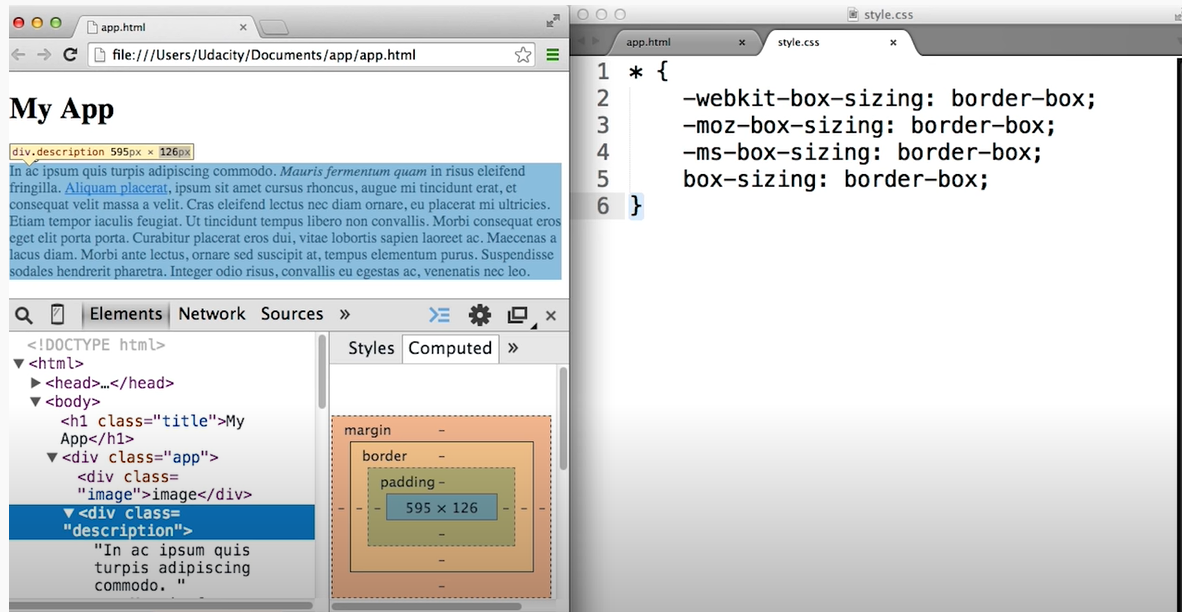 app.html
file:///Users/Udacity/Documents/app/app.html
My App
div.description 595px × 126px
In ac ipsum quis turpis adipiscing commodo. Mauris fermentum quam in risus eleifend
fringilla. Aliquam placerat, ipsum sit amet cursus rhoncus, augue mi tincidunt erat, et
consequat velit massa a velit. Cras eleifend lectus nec diam ornare, eu placerat mi ultricies.
Etiam tempor iaculis feugiat. Ut tincidunt tempus libero non convallis. Morbi consequat eros
eget elit porta porta. Curabitur placerat eros dui, vitae lobortis sapien laoreet ac. Maecenas a
lacus diam. Morbi ante lectus, ornare sed suscipit at, tempus elementum purus. Suspendisse
sodales hendrerit pharetra. Integer odio risus, convallis eu egestas ac, venenatis nec leo.
Elements Network Sources »
<!DOCTYPE html>
▼<html>
▶<head>…</head>
▼<body>
<h1 class="title">My
App</h1>
▼<div class="app">
<div class=
"image">image</div>
▼<div class=
"description">
"In ac ipsum quis
turpis adipiscing
commodo. "
Styles Computed »
margin -
border -
padding -
- - - 595 × 126 - - -
-
-
-
style.css
app.html × style.css ×
1 * {
2 -webkit-box-sizing: border-box;
3 -moz-box-sizing: border-box;
4 -ms-box-sizing: border-box;
5 box-sizing: border-box;
6 }